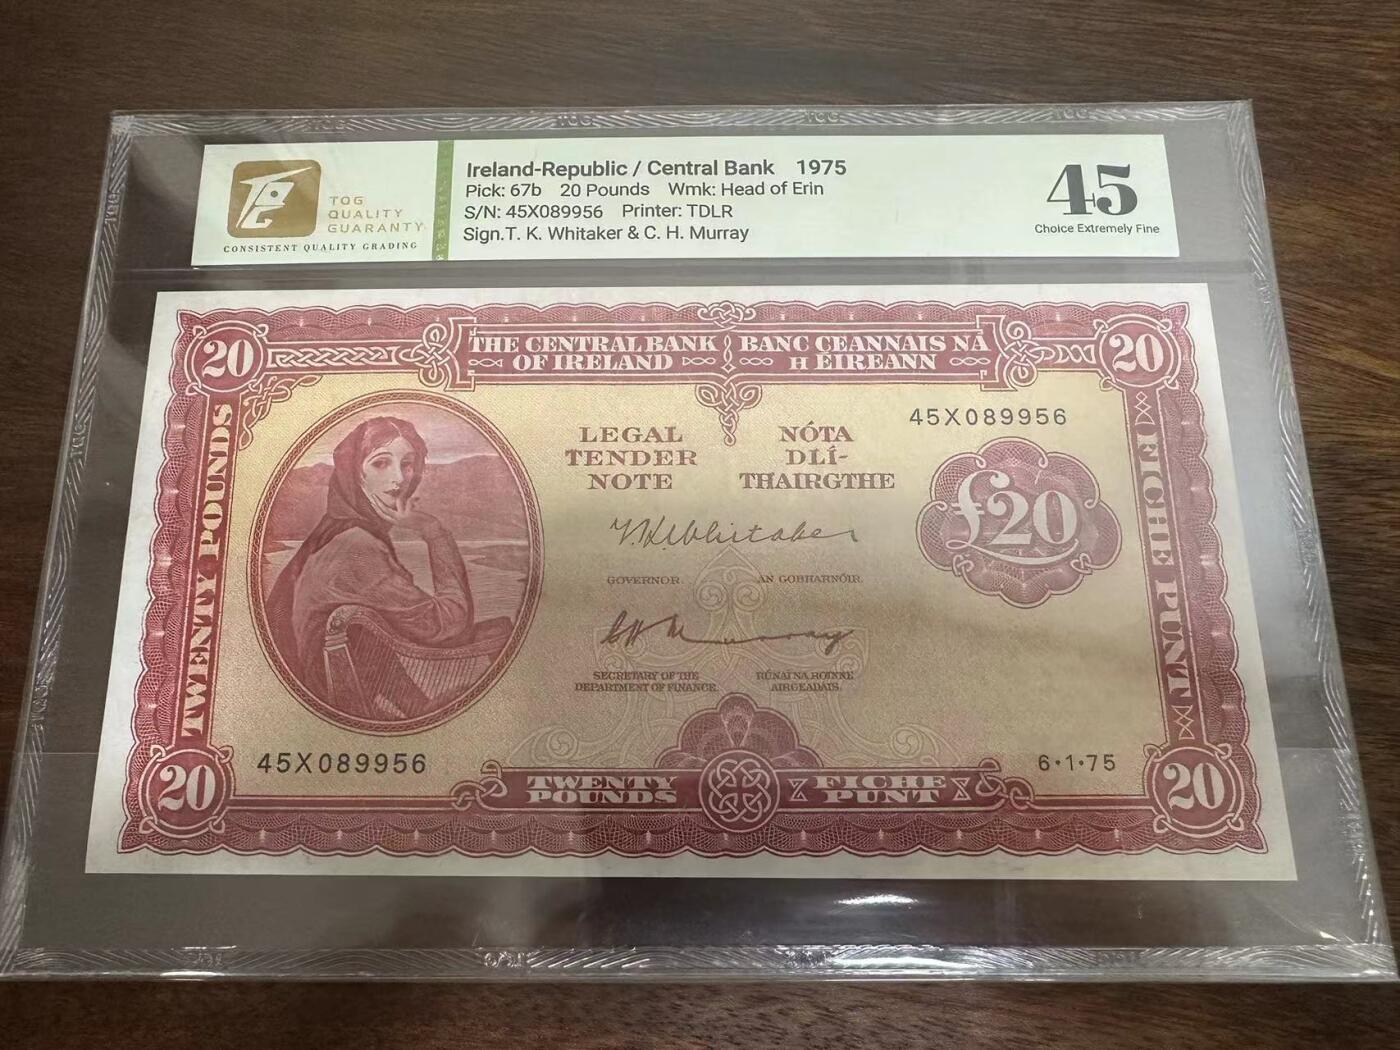 TQG
QUALITY
GUARANTY
CONSISTENT QUALITY GRADING
Ireland-Republic / Central Bank 1975
Pick: 67b 20 Pounds Wmk: Head of Erin
S/N: 45X089956 Printer: TDLR
Sign.T. K. Whitaker & C. H. Murray
45
Choice Extremely Fine
20
THE CENTRAL BANK
OF IRELAND
BANC CEANNAIS NA
H ÉIREANN
20
TWENTY POUNDS
LEGAL
TENDER
NOTE
NÓTA
DLÍ-
THAIRGTHE
45X089956
£20
FICHE PUNT
T.K.Whitaker
GOVERNOR.
AN GOBHARNÓIR.
C H Murray
SECRETARY OF THE
DEPARTMENT OF FINANCE.
RÚNAÍ NA ROINNE
AIRGEADAIS.
45X089956
6·1·75
20
TWENTY
POUNDS
FICHE
PUNT
20